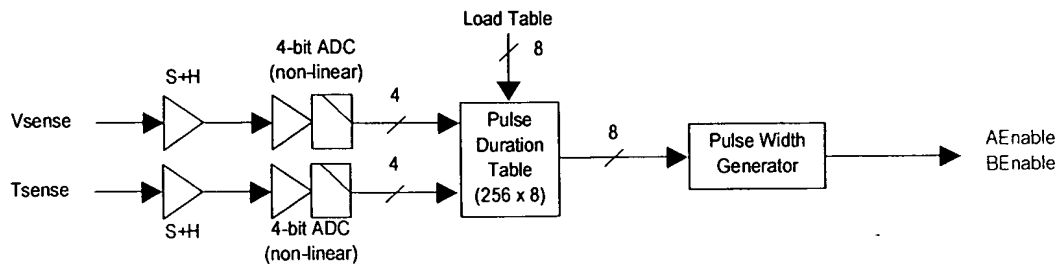 Load Table
8
4-bit ADC
(non-linear)
S+H
4
Vsense
Pulse
Duration
Table
(256 x 8)
8
Pulse Width
Generator
AEnable
BEnable
4
Tsense
S+H
4-bit ADC
(non-linear)